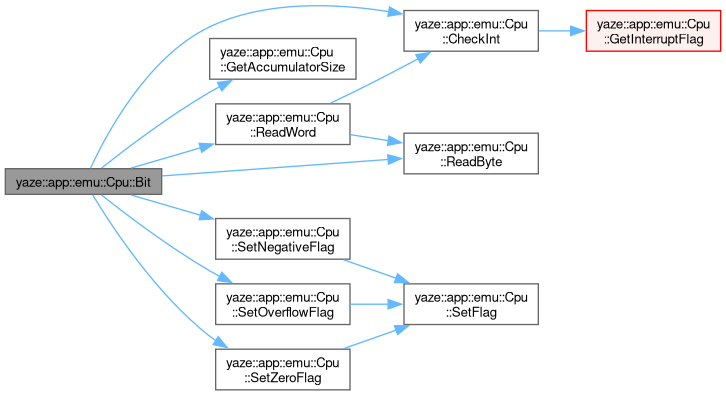 yaze::app::emu::Cpu::Bit
yaze::app::emu::Cpu
::CheckInt
yaze::app::emu::Cpu
::GetInterruptFlag
yaze::app::emu::Cpu
::GetAccumulatorSize
yaze::app::emu::Cpu
::ReadWord
yaze::app::emu::Cpu
::ReadByte
yaze::app::emu::Cpu
::SetNegativeFlag
yaze::app::emu::Cpu
::SetOverflowFlag
yaze::app::emu::Cpu
::SetFlag
yaze::app::emu::Cpu
::SetZeroFlag